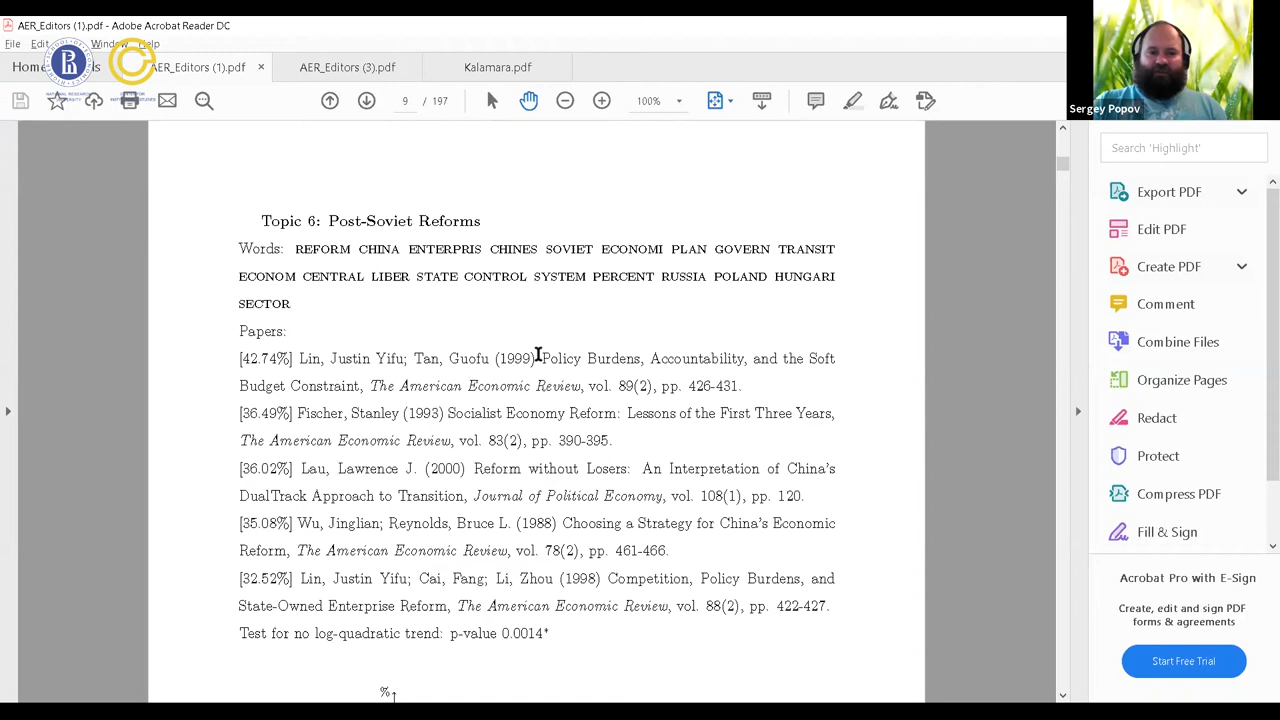 AER_Editors (1).pdf - Adobe Acrobat Reader DC
File Edit Window Help
Home AER_Editors (1).pdf × AER_Editors (3).pdf Kalamara.pdf
9 / 197 100%
Sergey Popov
Search 'Highlight'
Topic 6: Post-Soviet Reforms
Words: REFORM CHINA ENTERPRIS CHINES SOVIET ECONOMI PLAN GOVERN TRANSIT
ECONOM CENTRAL LIBER STATE CONTROL SYSTEM PERCENT RUSSIA POLAND HUNGARI
SECTOR
Papers:
[42.74%] Lin, Justin Yifu; Tan, Guofu (1999) Policy Burdens, Accountability, and the Soft
Budget Constraint, The American Economic Review, vol. 89(2), pp. 426-431.
[36.49%] Fischer, Stanley (1993) Socialist Economy Reform: Lessons of the First Three Years,
The American Economic Review, vol. 83(2), pp. 390-395.
[36.02%] Lau, Lawrence J. (2000) Reform without Losers: An Interpretation of China's
DualTrack Approach to Transition, Journal of Political Economy, vol. 108(1), pp. 120.
[35.08%] Wu, Jinglian; Reynolds, Bruce L. (1988) Choosing a Strategy for China's Economic
Reform, The American Economic Review, vol. 78(2), pp. 461-466.
[32.52%] Lin, Justin Yifu; Cai, Fang; Li, Zhou (1998) Competition, Policy Burdens, and
State-Owned Enterprise Reform, The American Economic Review, vol. 88(2), pp. 422-427.
Test for no log-quadratic trend: p-value 0.0014*
%
Export PDF
Edit PDF
Create PDF
Comment
Combine Files
Organize Pages
Redact
Protect
Compress PDF
Fill & Sign
Acrobat Pro with E-Sign
Create, edit and sign PDF
forms & agreements
Start Free Trial